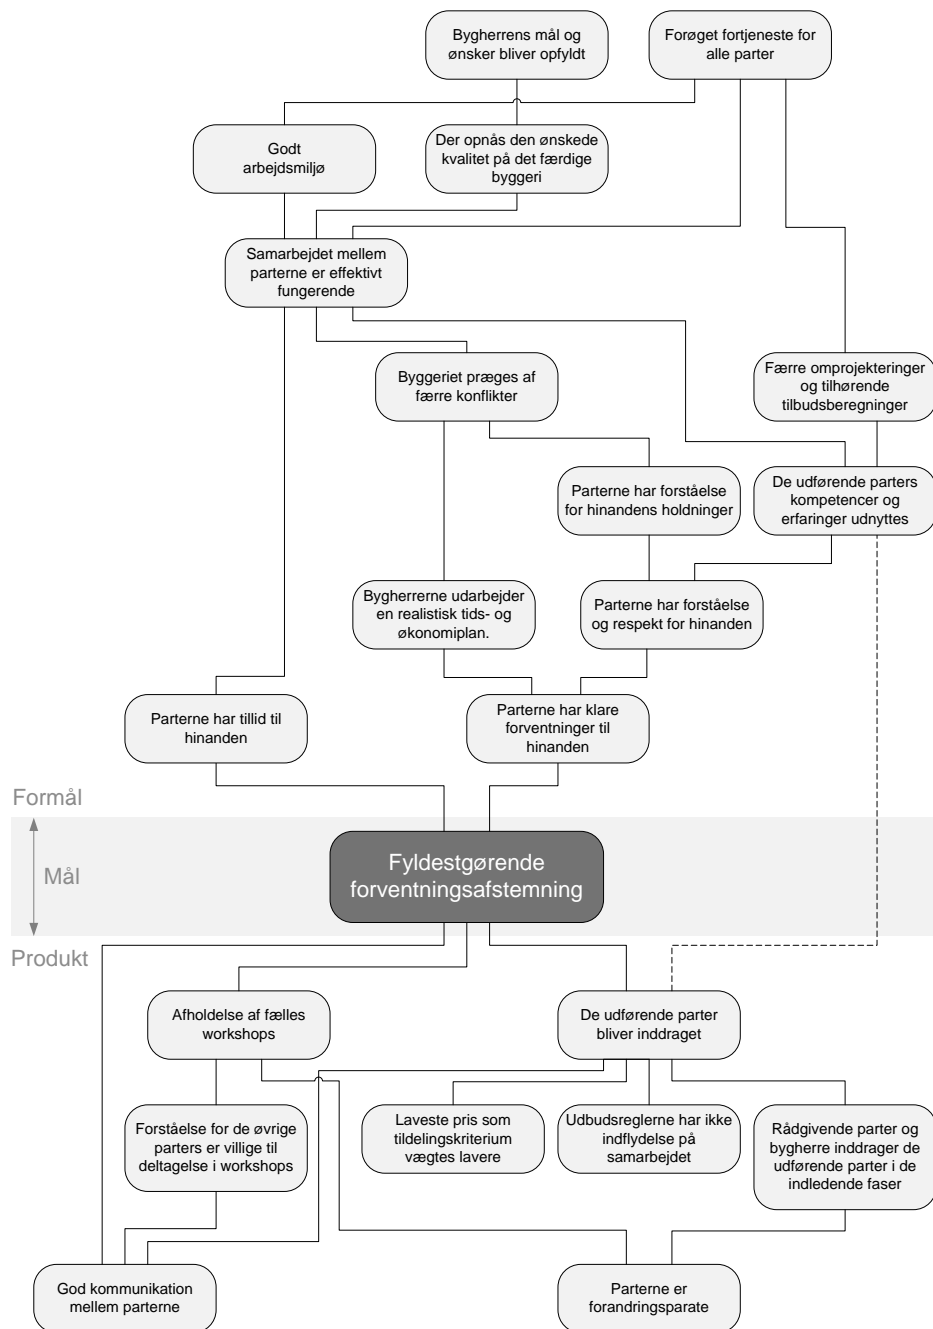 Bygherrens mål og
ønsker bliver opfyldt
Forøget fortjeneste for
alle parter
Godt
arbejdsmiljø
Der opnås den ønskede
kvalitet på det færdige
byggeri
Samarbejdet mellem
parterne er effektivt
fungerende
Byggeriet præges af
færre konflikter
Færre omprojekteringer
og tilhørende
tilbudsberegninger
Parterne har forståelse
for hinandens holdninger
De udførende parters
kompetencer og
erfaringer udnyttes
Bygherrerne udarbejder
en realistisk tids- og
økonomiplan.
Parterne har forståelse
og respekt for hinanden
Parterne har tillid til
hinanden
Parterne har klare
forventninger til
hinanden
Formål
Mål
Fyldestgørende
forventningsafstemning
Produkt
Afholdelse af fælles
workshops
De udførende parter
bliver inddraget
Forståelse for de øvrige
parters er villige til
deltagelse i workshops
Laveste pris som
tildelingskriterium
vægtes lavere
Udbudsreglerne har ikke
indflydelse på
samarbejdet
Rådgivende parter og
bygherre inddrager de
udførende parter i de
indledende faser
God kommunikation
mellem parterne
Parterne er
forandringsparate